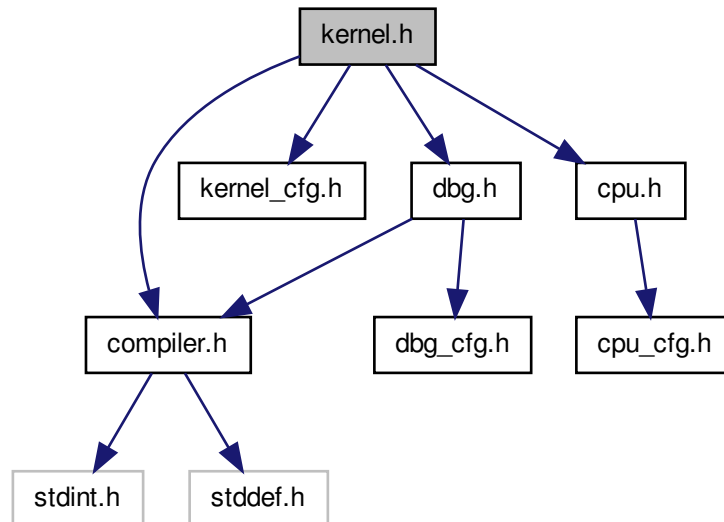 kernel.h
kernel_cfg.h
dbg.h
cpu.h
compiler.h
dbg_cfg.h
cpu_cfg.h
stdint.h
stddef.h